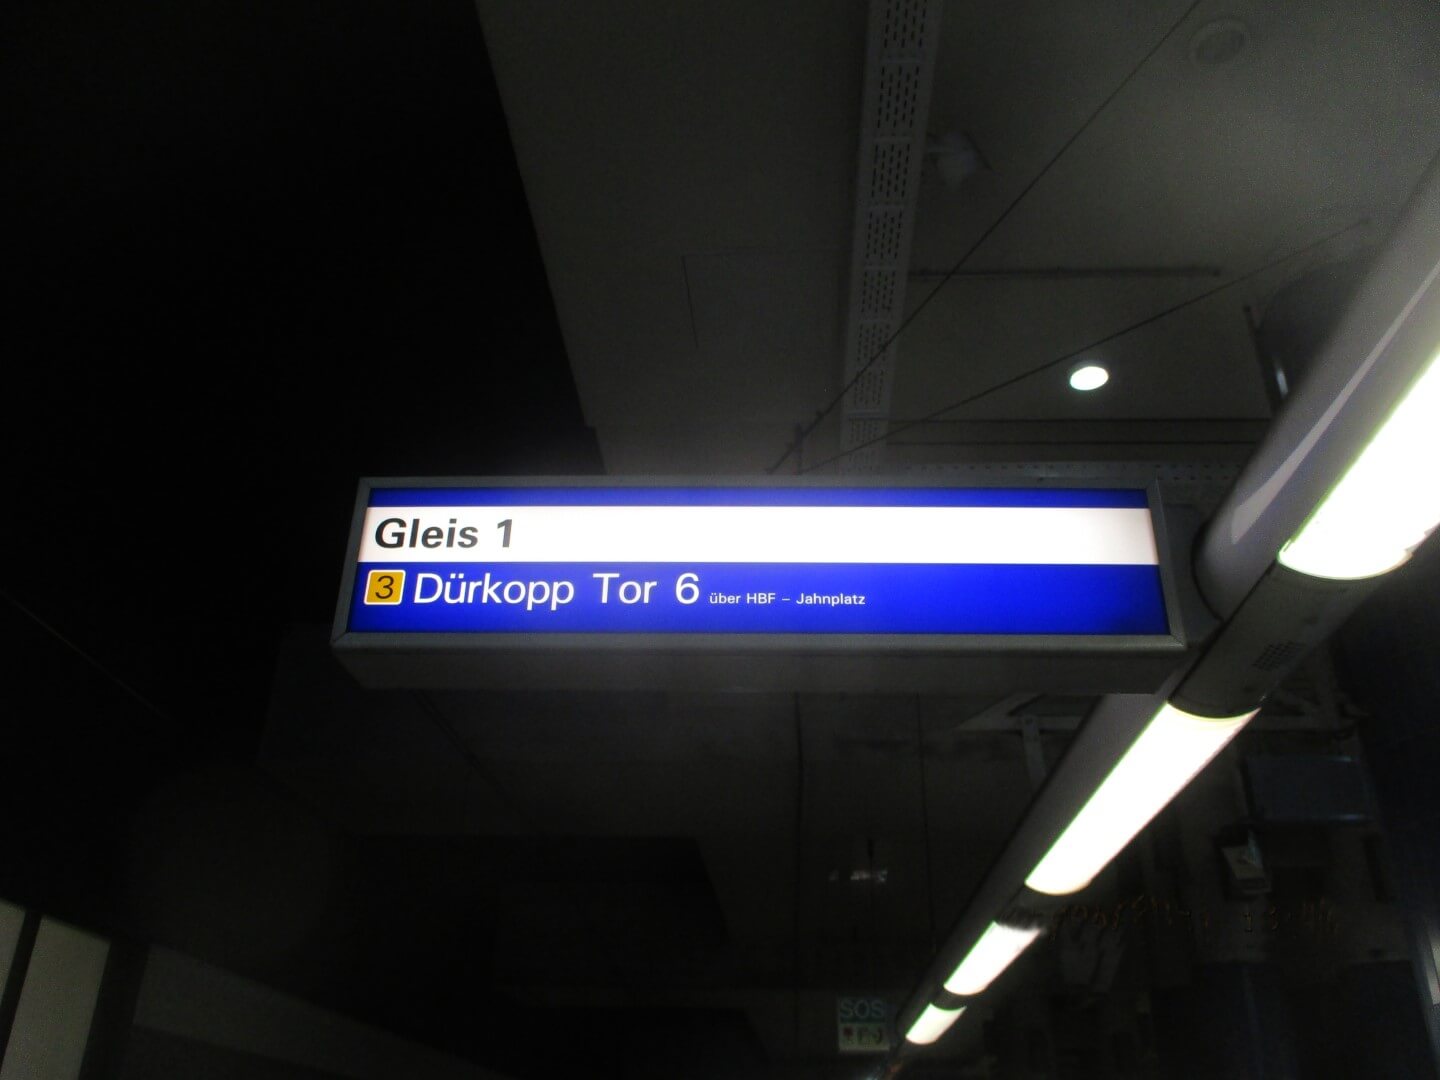 Gleis 1
3 Dürkopp Tor 6 über HBF – Jahnplatz
SOS